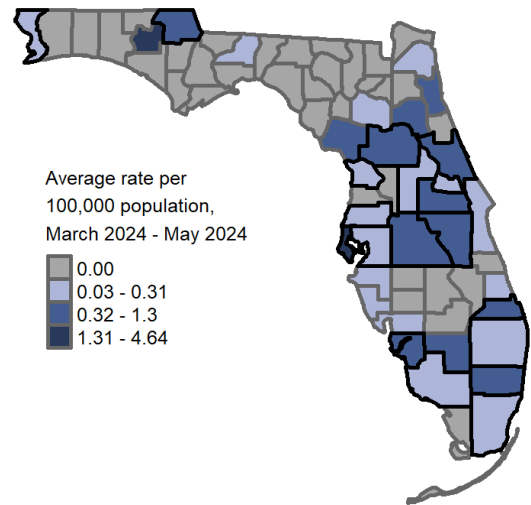 Average rate per
100,000 population,
March 2024 - May 2024
0.00
0.03 - 0.31
0.32 - 1.3
1.31 - 4.64